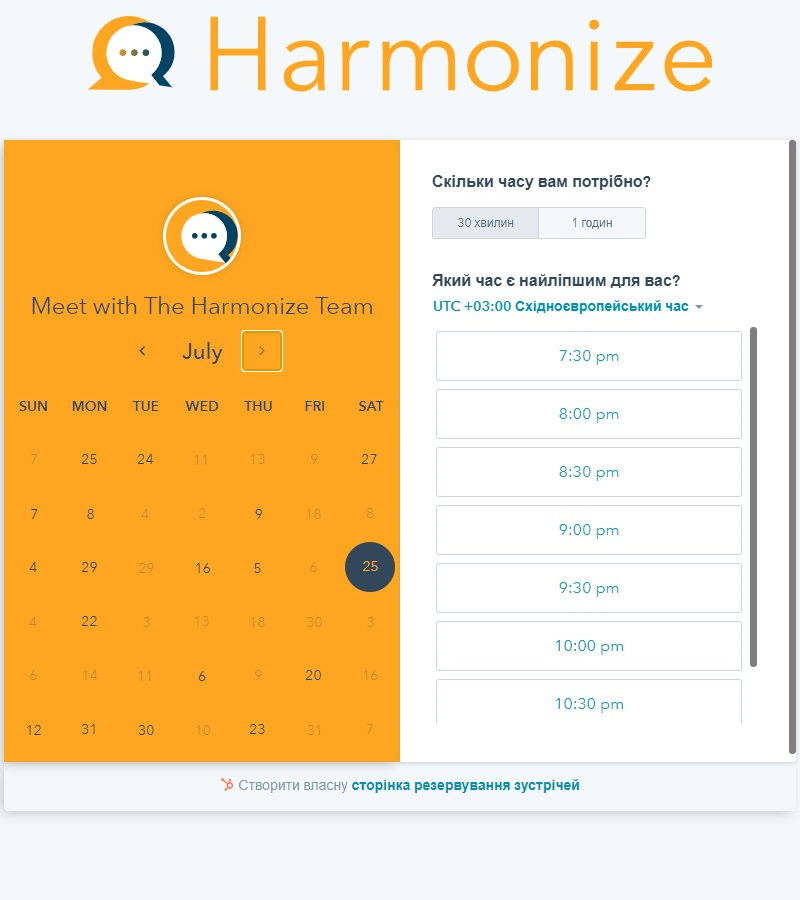 Harmonize
Meet with The Harmonize Team
July
SUN MON TUE WED THU FRI SAT
7 25 24 11 13 9 27
7 8 4 2 9 18 8
4 29 29 16 5 6 25
4 22 3 13 18 30 3
6 14 11 6 9 20 16
12 31 30 10 23 31 7
Скільки часу вам потрібно?
30 хвилин 1 годин
Який час є найліпшим для вас?
UTC +03:00 Східноєвропейський час
7:30 pm
8:00 pm
8:30 pm
9:00 pm
9:30 pm
10:00 pm
10:30 pm
Створити власну сторінка резервування зустрічей